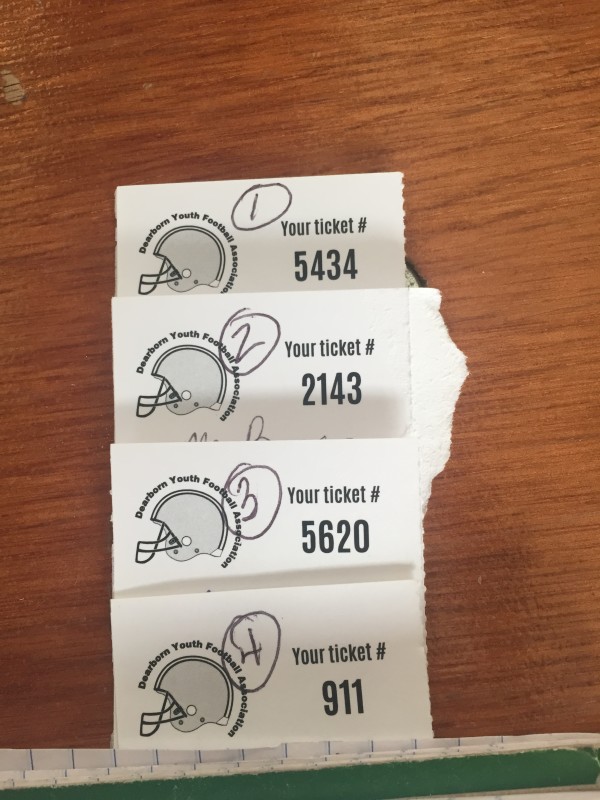 1
Your ticket #
5434
Dearborn Youth Football Association
2
Your ticket #
2143
Dearborn Youth Football Association
3
Your ticket #
5620
Dearborn Youth Football Association
4
Your ticket #
911
Dearborn Youth Football Association